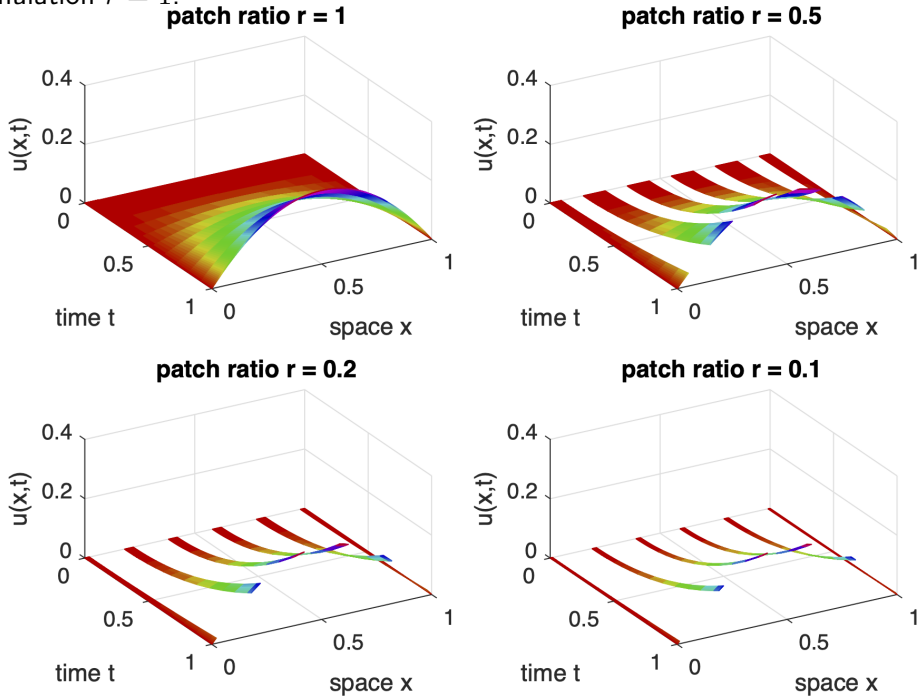 patch ratio r = 1
0.4
0.2
0
u(x,t)
0
0.5
1
time t
0
0.5
1
space x
patch ratio r = 0.5
0.4
0.2
0
u(x,t)
0
0.5
1
time t
0
0.5
1
space x
patch ratio r = 0.2
0.4
0.2
0
u(x,t)
0
0.5
1
time t
0
0.5
1
space x
patch ratio r = 0.1
0.4
0.2
0
u(x,t)
0
0.5
1
time t
0
0.5
1
space x